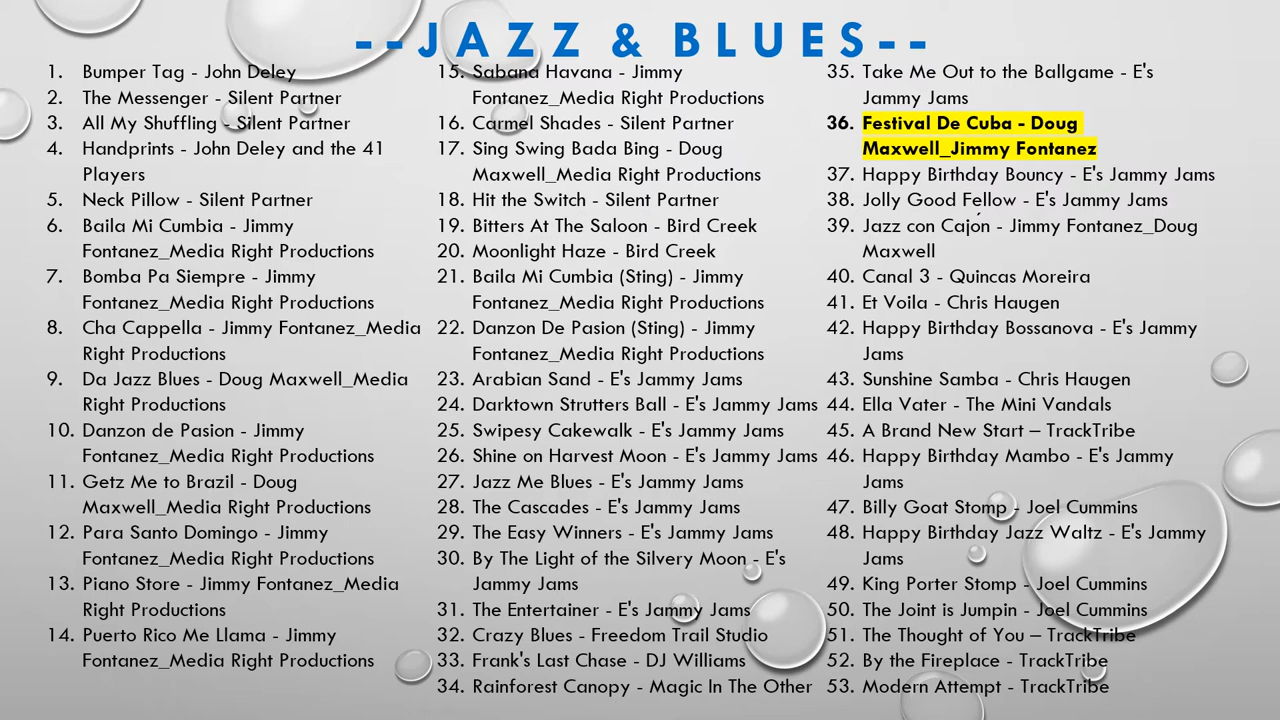 --JAZZ & BLUES--
1. Bumper Tag - John Deley
2. The Messenger - Silent Partner
3. All My Shuffling - Silent Partner
4. Handprints - John Deley and the 41
Players
5. Neck Pillow - Silent Partner
6. Baila Mi Cumbia - Jimmy
Fontanez_Media Right Productions
7. Bomba Pa Siempre - Jimmy
Fontanez_Media Right Productions
8. Cha Cappella - Jimmy Fontanez_Media
Right Productions
9. Da Jazz Blues - Doug Maxwell_Media
Right Productions
10. Danzon de Pasion - Jimmy
Fontanez_Media Right Productions
11. Getz Me to Brazil - Doug
Maxwell_Media Right Productions
12. Para Santo Domingo - Jimmy
Fontanez_Media Right Productions
13. Piano Store - Jimmy Fontanez_Media
Right Productions
14. Puerto Rico Me Llama - Jimmy
Fontanez_Media Right Productions
15. Sabana Havana - Jimmy
Fontanez_Media Right Productions
16. Carmel Shades - Silent Partner
17. Sing Swing Bada Bing - Doug
Maxwell_Media Right Productions
18. Hit the Switch - Silent Partner
19. Bitters At The Saloon - Bird Creek
20. Moonlight Haze - Bird Creek
21. Baila Mi Cumbia (Sting) - Jimmy
Fontanez_Media Right Productions
22. Danzon De Pasion (Sting) - Jimmy
Fontanez_Media Right Productions
23. Arabian Sand - E's Jammy Jams
24. Darktown Strutters Ball - E's Jammy Jams
25. Swipesy Cakewalk - E's Jammy Jams
26. Shine on Harvest Moon - E's Jammy Jams
27. Jazz Me Blues - E's Jammy Jams
28. The Cascades - E's Jammy Jams
29. The Easy Winners - E's Jammy Jams
30. By The Light of the Silvery Moon - E's
Jammy Jams
31. The Entertainer - E's Jammy Jams
32. Crazy Blues - Freedom Trail Studio
33. Frank's Last Chase - DJ Williams
34. Rainforest Canopy - Magic In The Other
35. Take Me Out to the Ballgame - E's
Jammy Jams
36. Festival De Cuba - Doug
Maxwell_Jimmy Fontanez
37. Happy Birthday Bouncy - E's Jammy Jams
38. Jolly Good Fellow - E's Jammy Jams
39. Jazz con Cajón - Jimmy Fontanez_Doug
Maxwell
40. Canal 3 - Quincas Moreira
41. Et Voila - Chris Haugen
42. Happy Birthday Bossanova - E's Jammy
Jams
43. Sunshine Samba - Chris Haugen
44. Ella Vater - The Mini Vandals
45. A Brand New Start – TrackTribe
46. Happy Birthday Mambo - E's Jammy
Jams
47. Billy Goat Stomp - Joel Cummins
48. Happy Birthday Jazz Waltz - E's Jammy
Jams
49. King Porter Stomp - Joel Cummins
50. The Joint is Jumpin - Joel Cummins
51. The Thought of You – TrackTribe
52. By the Fireplace - TrackTribe
53. Modern Attempt - TrackTribe